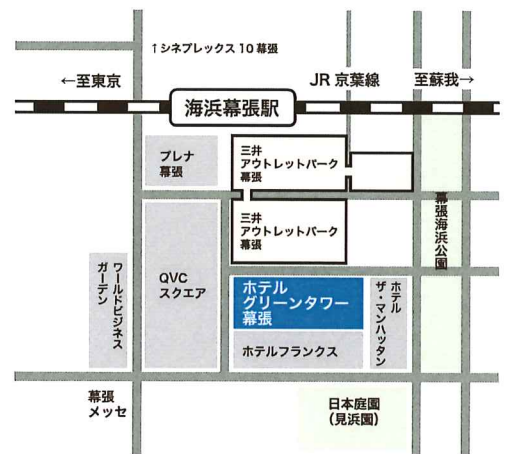 ↑シネプレックス10幕張
←至東京
JR京葉線
至蘇我→
海浜幕張駅
プレナ
幕張
三井
アウトレットパーク
幕張
三井
アウトレットパーク
幕張
幕張海浜公園
QVC
スクエア
ワールドビジネス
ガーデン
ホテル
グリーンタワー
幕張
ホテル
ザ・マンハッタン
ホテルフランクス
幕張
メッセ
日本庭園
(見浜園)